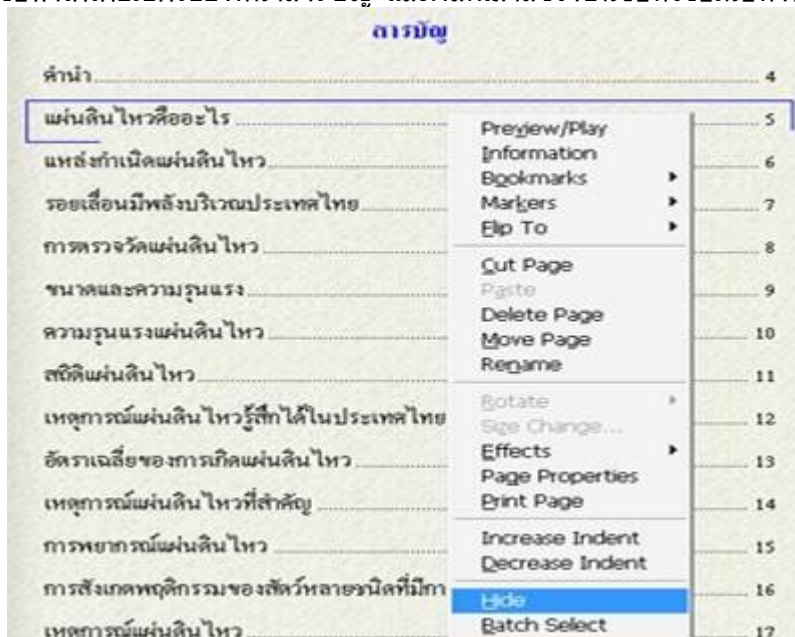 สารบัญ
คำนำ 4
แผ่นดินไหวคืออะไร 5
แหล่งกำเนิดแผ่นดินไหว 6
รอยเลื่อนมีพลังบริเวณประเทศไทย 7
การตรวจวัดแผ่นดินไหว 8
ขนาดและความรุนแรง 9
ความรุนแรงแผ่นดินไหว 10
สถิติแผ่นดินไหว 11
เหตุการณ์แผ่นดินไหวรู้สึกได้ในประเทศไทย 12
อัตราเฉลี่ยของการเกิดแผ่นดินไหว 13
เหตุการณ์แผ่นดินไหวที่สำคัญ 14
การพยากรณ์แผ่นดินไหว 15
การสังเกตพฤติกรรมของสัตว์หลายชนิดที่มีกา 16
เหตุการณ์แผ่นดินไหว 17
Preview/Play
Information
Bookmarks
Markers
Flip To
Cut Page
Paste
Delete Page
Move Page
Rename
Rotate
Size Change...
Effects
Page Properties
Print Page
Increase Indent
Decrease Indent
Hide
Batch Select